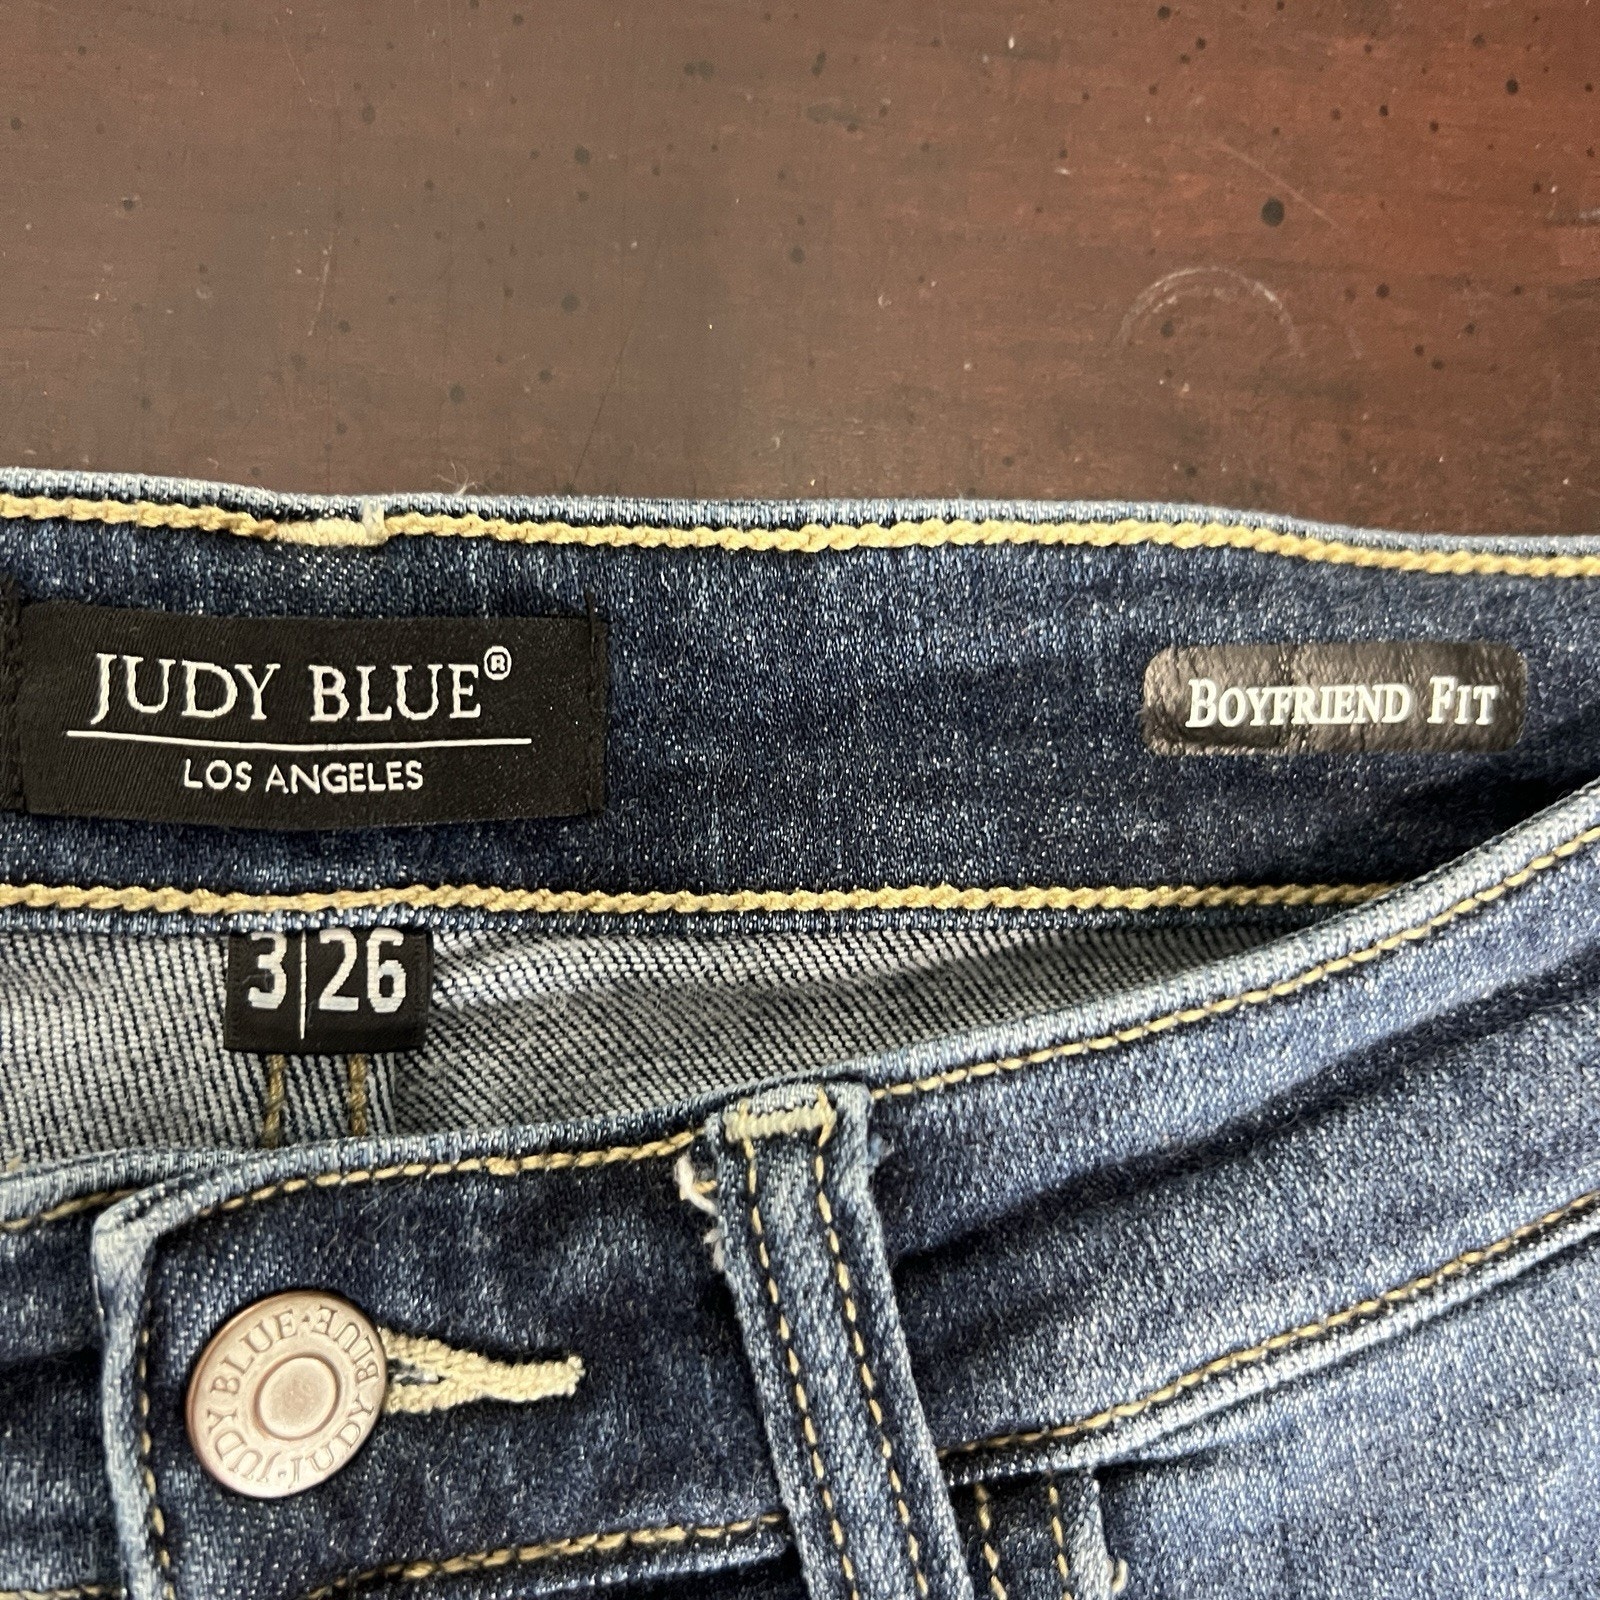 JUDY BLUE®
LOS ANGELES
BOYFRIEND FIT
3|26
JUDY BLUE · JUDY BLUE ·